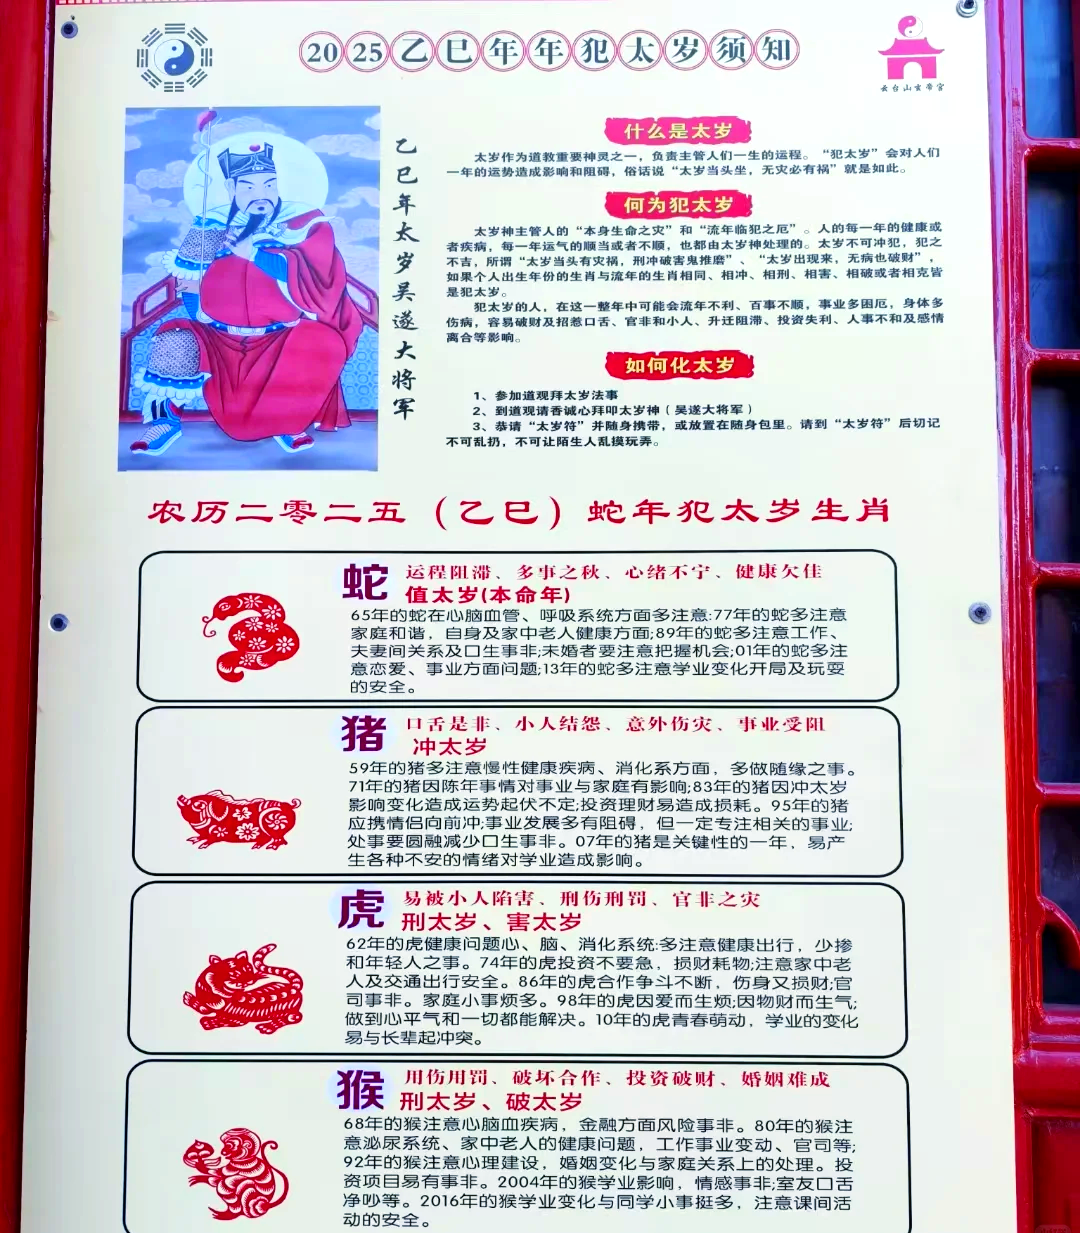 2025乙巳年年犯太岁须知
云台山玄帝宫
乙巳年太岁吴遂大将军
什么是太岁
太岁作为道教重要神灵之一，负责主管人们一生的运程。“犯太岁”会对人们
一年的运势造成影响和阻碍，俗话说“太岁当头坐，无灾必有祸”就是如此。
何为犯太岁
太岁神主管人的“本身生命之灾”和“流年临犯之厄”。人的每一年的健康或
者疾病，每一年运气的顺当或者不顺，也都由太岁神处理的。太岁不可冲犯，犯之
不吉，所谓“太岁当头有灾祸，刑冲破害鬼推磨”、“太岁出现来，无病也破财”，
如果个人出生年份的生肖与流年的生肖相同、相冲、相刑、相害、相破或者相克皆
是犯太岁。
犯太岁的人，在这一整年中可能会流年不利、百事不顺，事业多困厄，身体多
伤病，容易破财及招惹口舌、官非和小人、升迁阻滞、投资失利、人事不和及感情
离合等影响。
如何化太岁
1、参加道观拜太岁法事
2、到道观请香诚心拜叩太岁神（吴遂大将军）
3、恭请“太岁符”并随身携带，或放置在随身包里。请到“太岁符”后切记
不可乱扔，不可让陌生人乱摸玩弄。
农历二零二五（乙巳）蛇年犯太岁生肖
蛇 运程阻滞、多事之秋、心绪不宁、健康欠佳
值太岁(本命年)
65年的蛇在心脑血管、呼吸系统方面多注意:77年的蛇多注意
家庭和谐，自身及家中老人健康方面;89年的蛇多注意工作、
夫妻间关系及口生事非;未婚者要注意把握机会;01年的蛇多注
意恋爱、事业方面问题;13年的蛇多注意学业变化开局及玩耍
的安全。
猪 口舌是非、小人结怨、意外伤灾、事业受阻
冲太岁
59年的猪多注意慢性健康疾病、消化系方面，多做随缘之事。
71年的猪因陈年事情对事业与家庭有影响;83年的猪因冲太岁
影响变化造成运势起伏不定;投资理财易造成损耗。95年的猪
应携情侣向前冲;事业发展多有阻碍，但一定专注相关的事业;
处事要圆融减少口生事非。07年的猪是关键性的一年，易产
生各种不安的情绪对学业造成影响。
虎 易被小人陷害、刑伤刑罚、官非之灾
刑太岁、害太岁
62年的虎健康问题心、脑、消化系统:多注意健康出行，少掺
和年轻人之事。74年的虎投资不要急，损财耗物;注意家中老
人及交通出行安全。86年的虎合作争斗不断，伤身又损财;官
司事非。家庭小事烦多。98年的虎因爱而生烦;因物财而生气;
做到心平气和一切都能解决。10年的虎青春萌动，学业的变化
易与长辈起冲突。
猴 用伤用罚、破坏合作、投资破财、婚姻难成
刑太岁、破太岁
68年的猴注意心脑血疾病，金融方面风险事非。80年的猴注
意泌尿系统、家中老人的健康问题，工作事业变动、官司等;
92年的猴注意心理建设，婚姻变化与家庭关系上的处理。投
资项目易有事非。2004年的猴学业影响，情感事非;室友口舌
净吵等。2016年的猴学业变化与同学小事挺多，注意课间活
动的安全。